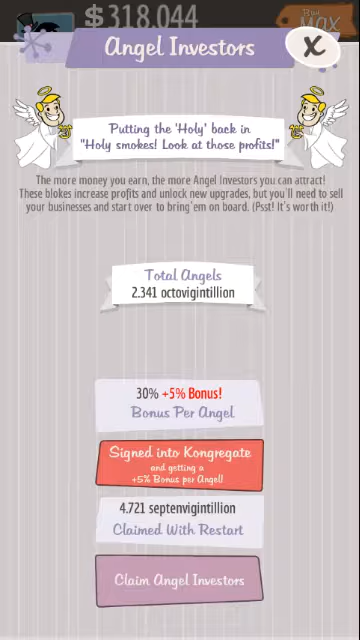 $318,044
Buy
MAX
Angel Investors
X
"Putting the 'Holy' back in
"Holy smokes! Look at those profits!"
The more money you earn, the more Angel Investors you can attract!
These blokes increase profits and unlock new upgrades, but you'll need to sell
your businesses and start over to bring'em on board. (Psst! It's worth it!)
Total Angels
2.341 octovigintillion
30% +5% Bonus!
Bonus Per Angel
Signed into Kongregate
and getting a
+5% Bonus per Angel!
4.721 septenvigintillion
Claimed With Restart
Claim Angel Investors